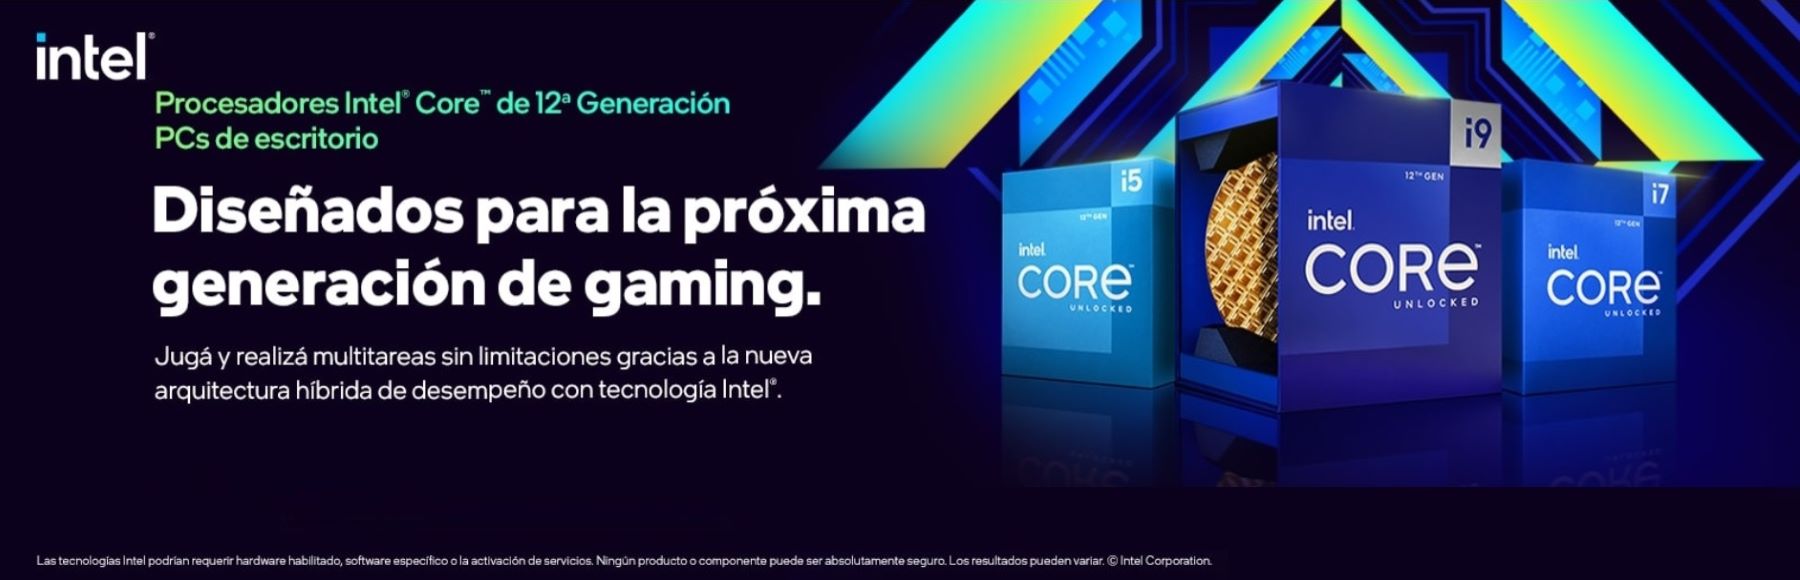 intel®
Procesadores Intel® Core™ de 12ª Generación
PCs de escritorio
Diseñados para la próxima
generación de gaming.
Jugá y realizá multitareas sin limitaciones gracias a la nueva
arquitectura híbrida de desempeño con tecnología Intel®.
i5
12TH GEN
intel.
CORE™
UNLOCKED
i9
12TH GEN
intel.
CORE™
UNLOCKED
i7
12TH GEN
intel.
CORE™
UNLOCKED
Las tecnologías Intel podrían requerir hardware habilitado, software específico o la activación de servicios. Ningún producto o componente puede ser absolutamente seguro. Los resultados pueden variar. © Intel Corporation.